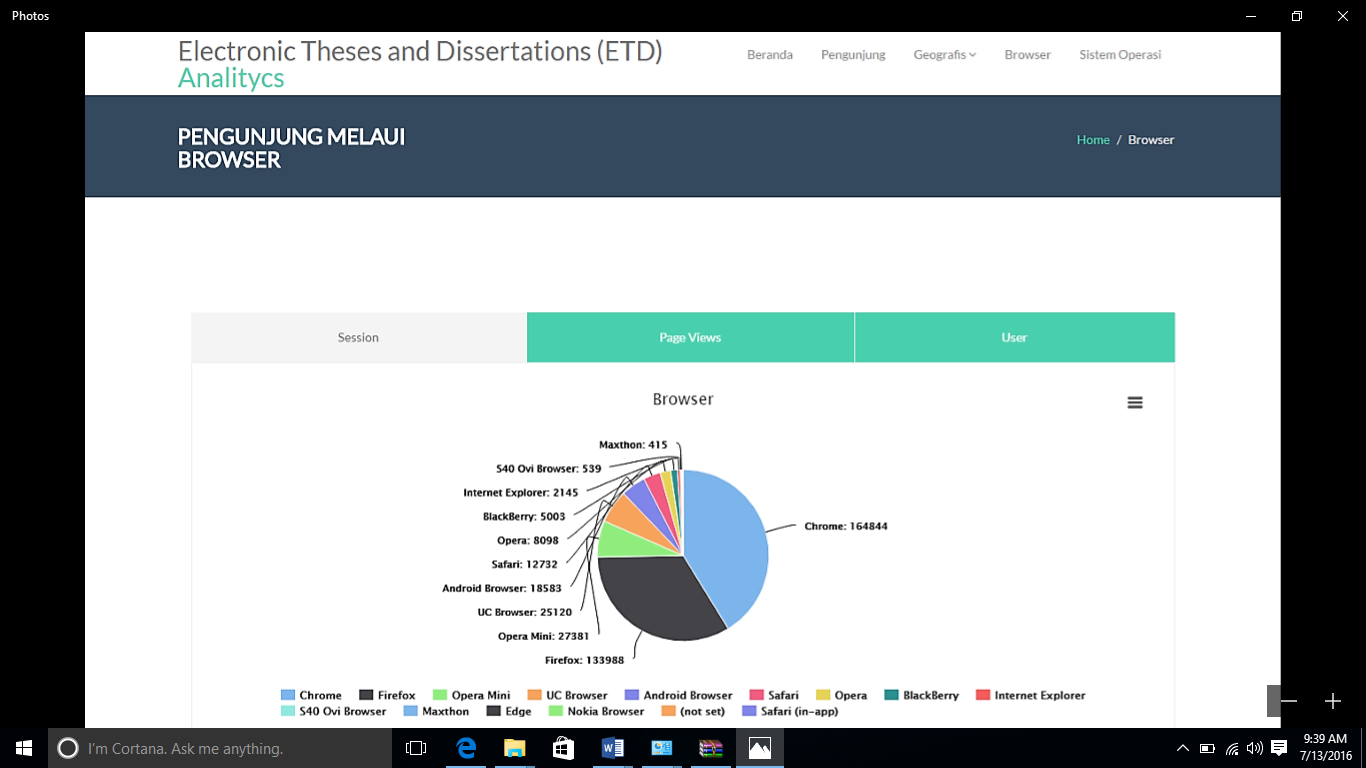 Photos
Electronic Theses and Dissertations (ETD)
Analitycs
Beranda Pengunjung Geografis Browser Sistem Operasi
PENGUNJUNG MELAUI
BROWSER
Home / Browser
Session Page Views User
Browser
Maxthon: 415
S40 Ovi Browser: 539
Internet Explorer: 2145
BlackBerry: 5003
Chrome: 164844
Opera: 8098
Safari: 12732
Android Browser: 18583
UC Browser: 25120
Opera Mini: 27381
Firefox: 133988
Chrome Firefox Opera Mini UC Browser Android Browser Safari Opera BlackBerry Internet Explorer
S40 Ovi Browser Maxthon Edge Nokia Browser (not set) Safari (in-app)
I'm Cortana. Ask me anything.
9:39 AM
7/13/2016